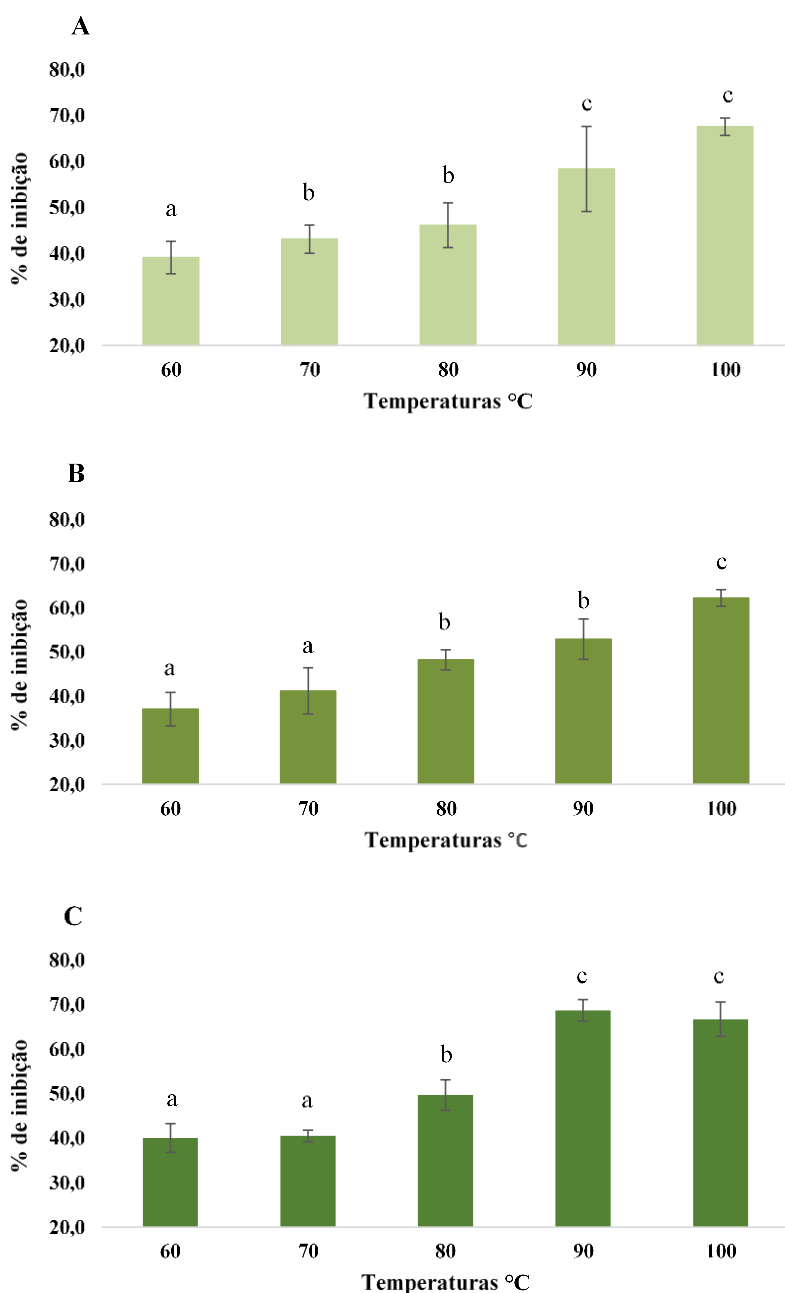 A
80,0
70,0
60,0
50,0
40,0
30,0
20,0
% de inibição
a
b
b
c
c
60 70 80 90 100
Temperaturas °C
B
80,0
70,0
60,0
50,0
40,0
30,0
20,0
% de inibição
a
a
b
b
c
60 70 80 90 100
Temperaturas °C
C
80,0
70,0
60,0
50,0
40,0
30,0
20,0
% de inibição
a
a
b
c
c
60 70 80 90 100
Temperaturas °C